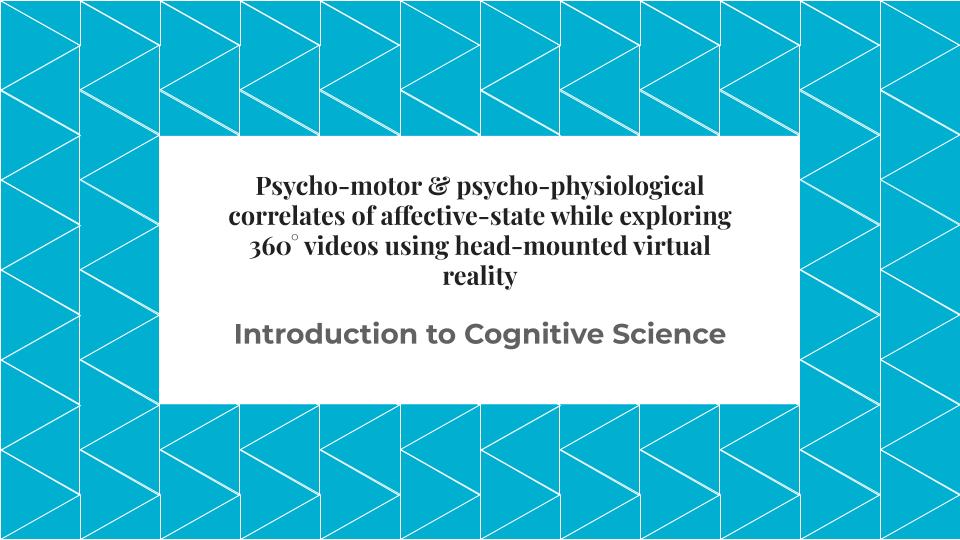 Psycho-motor & psycho-physiological
correlates of affective-state while exploring
360° videos using head-mounted virtual
reality
Introduction to Cognitive Science